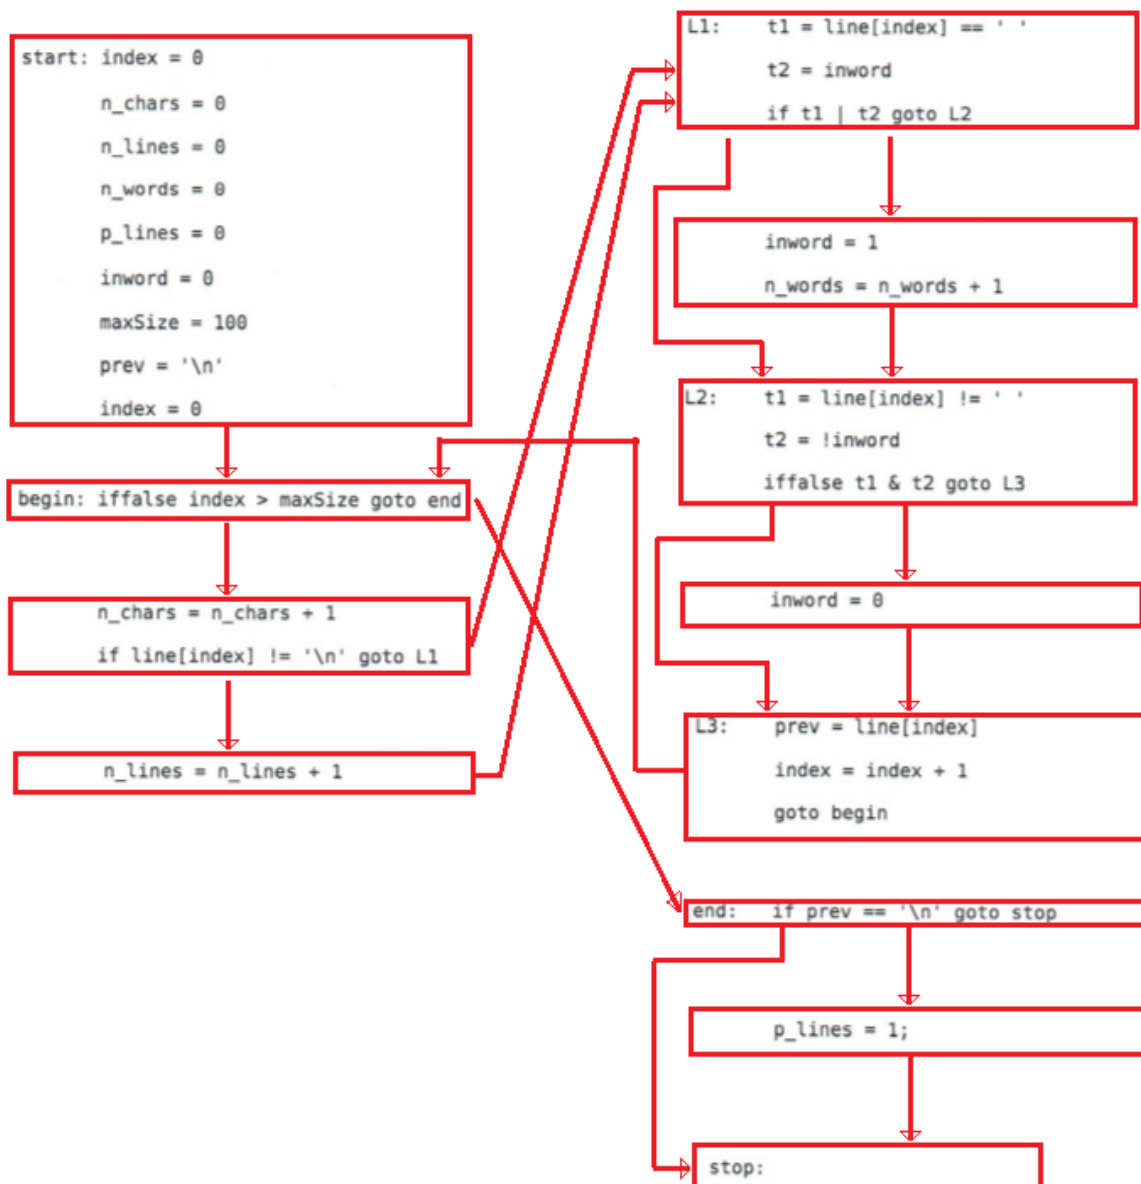 start: index = 0
n_chars = 0
n_lines = 0
n_words = 0
p_lines = 0
inword = 0
maxSize = 100
prev = '\n'
index = 0
begin: iffalse index > maxSize goto end
n_chars = n_chars + 1
if line[index] != '\n' goto L1
n_lines = n_lines + 1
L1: t1 = line[index] == ' '
t2 = inword
if t1 | t2 goto L2
inword = 1
n_words = n_words + 1
L2: t1 = line[index] != ' '
t2 = !inword
iffalse t1 & t2 goto L3
inword = 0
L3: prev = line[index]
index = index + 1
goto begin
end: if prev == '\n' goto stop
p_lines = 1;
stop: